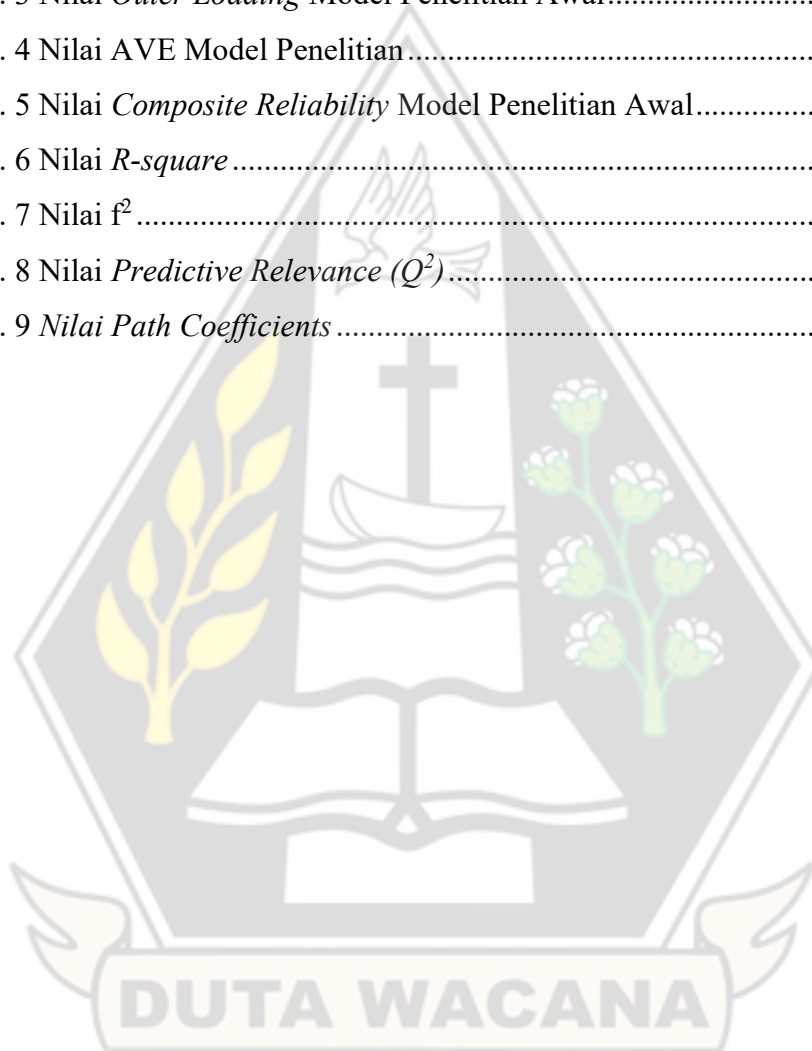 . 3 Nilai Outer Loading Model Penelitian Awal....................
. 4 Nilai AVE Model Penelitian....................
. 5 Nilai Composite Reliability Model Penelitian Awal....................
. 6 Nilai R-square....................
. 7 Nilai f²....................
. 8 Nilai Predictive Relevance (Q²)....................
. 9 Nilai Path Coefficients....................
DUTA WACANA